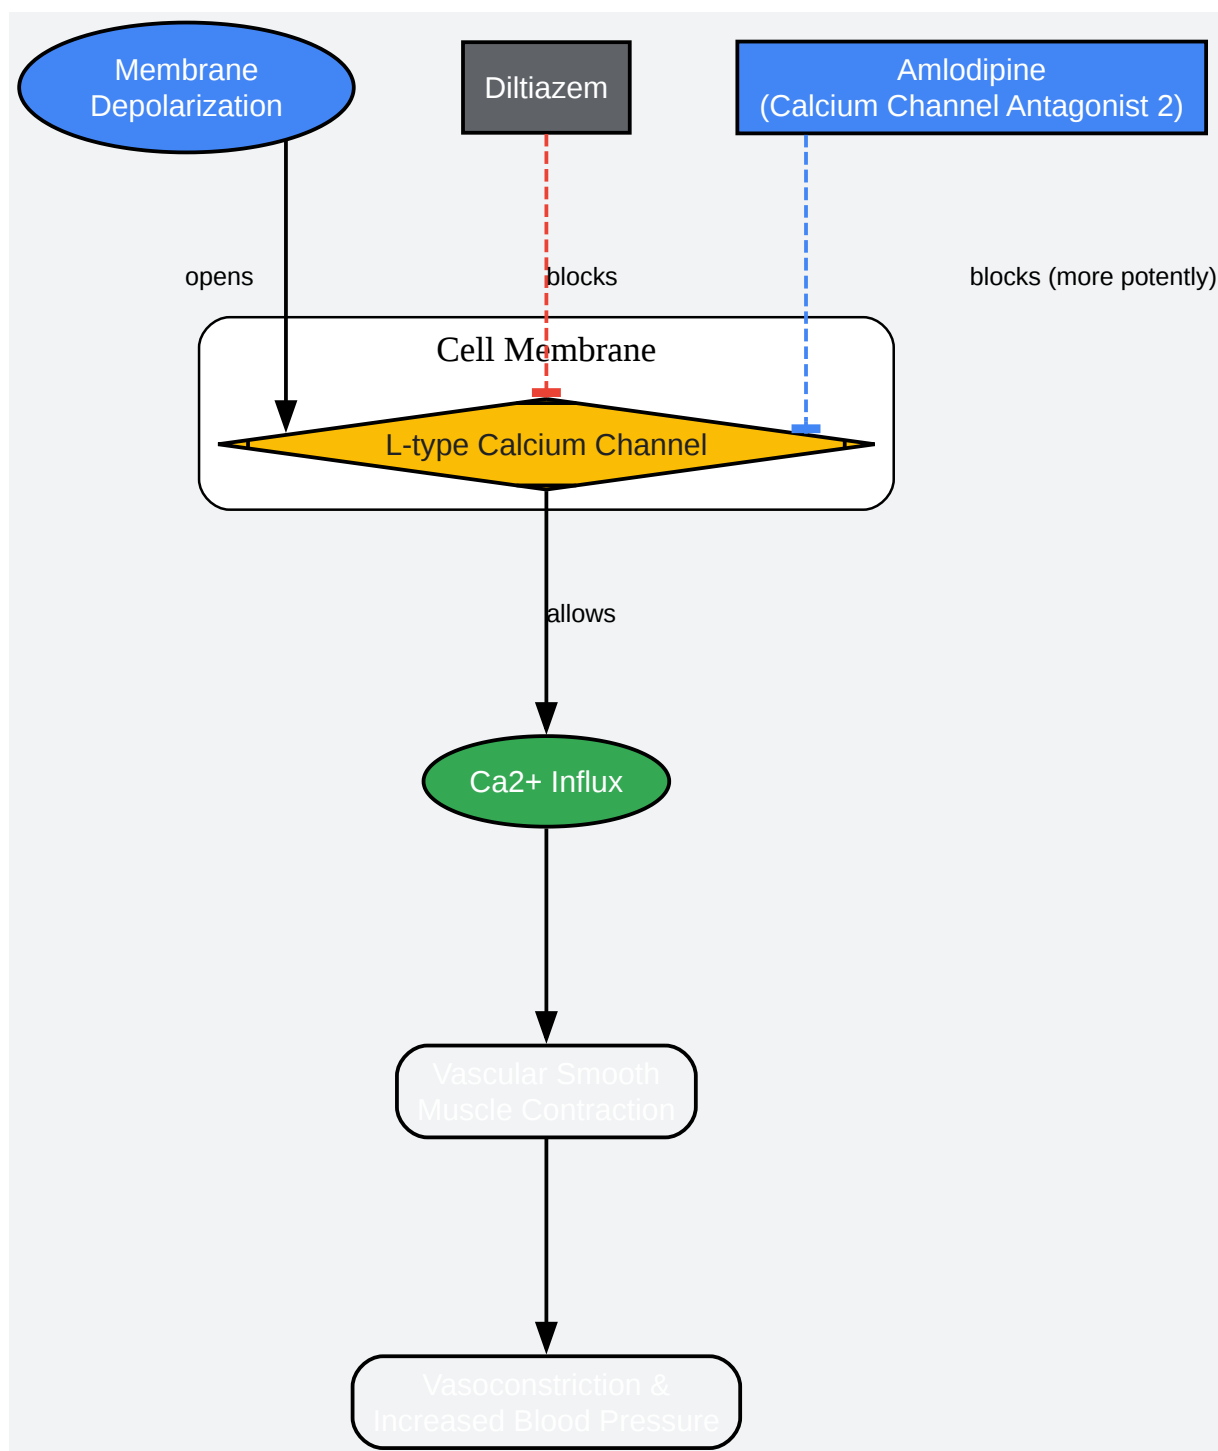 Membrane
Depolarization
Diltiazem
Amlodipine
(Calcium Channel Antagonist 2)
opens
blocks
blocks (more potently)
Cell Membrane
L-type Calcium Channel
allows
Ca2+ Influx
Vascular Smooth
Muscle Contraction
Vasoconstriction &
Increased Blood Pressure